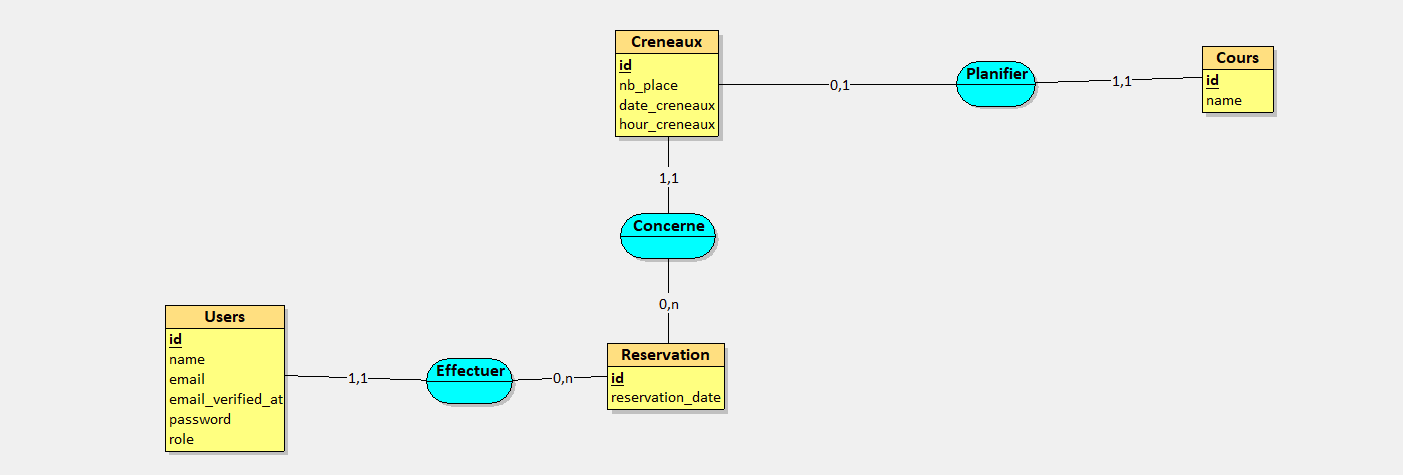 Creneaux
id
nb_place
date_creneaux
hour_creneaux
0,1
Planifier
1,1
Cours
id
name
1,1
Concerne
0,n
Users
id
name
email
email_verified_at
password
role
1,1
Effectuer
0,n
Reservation
id
reservation_date